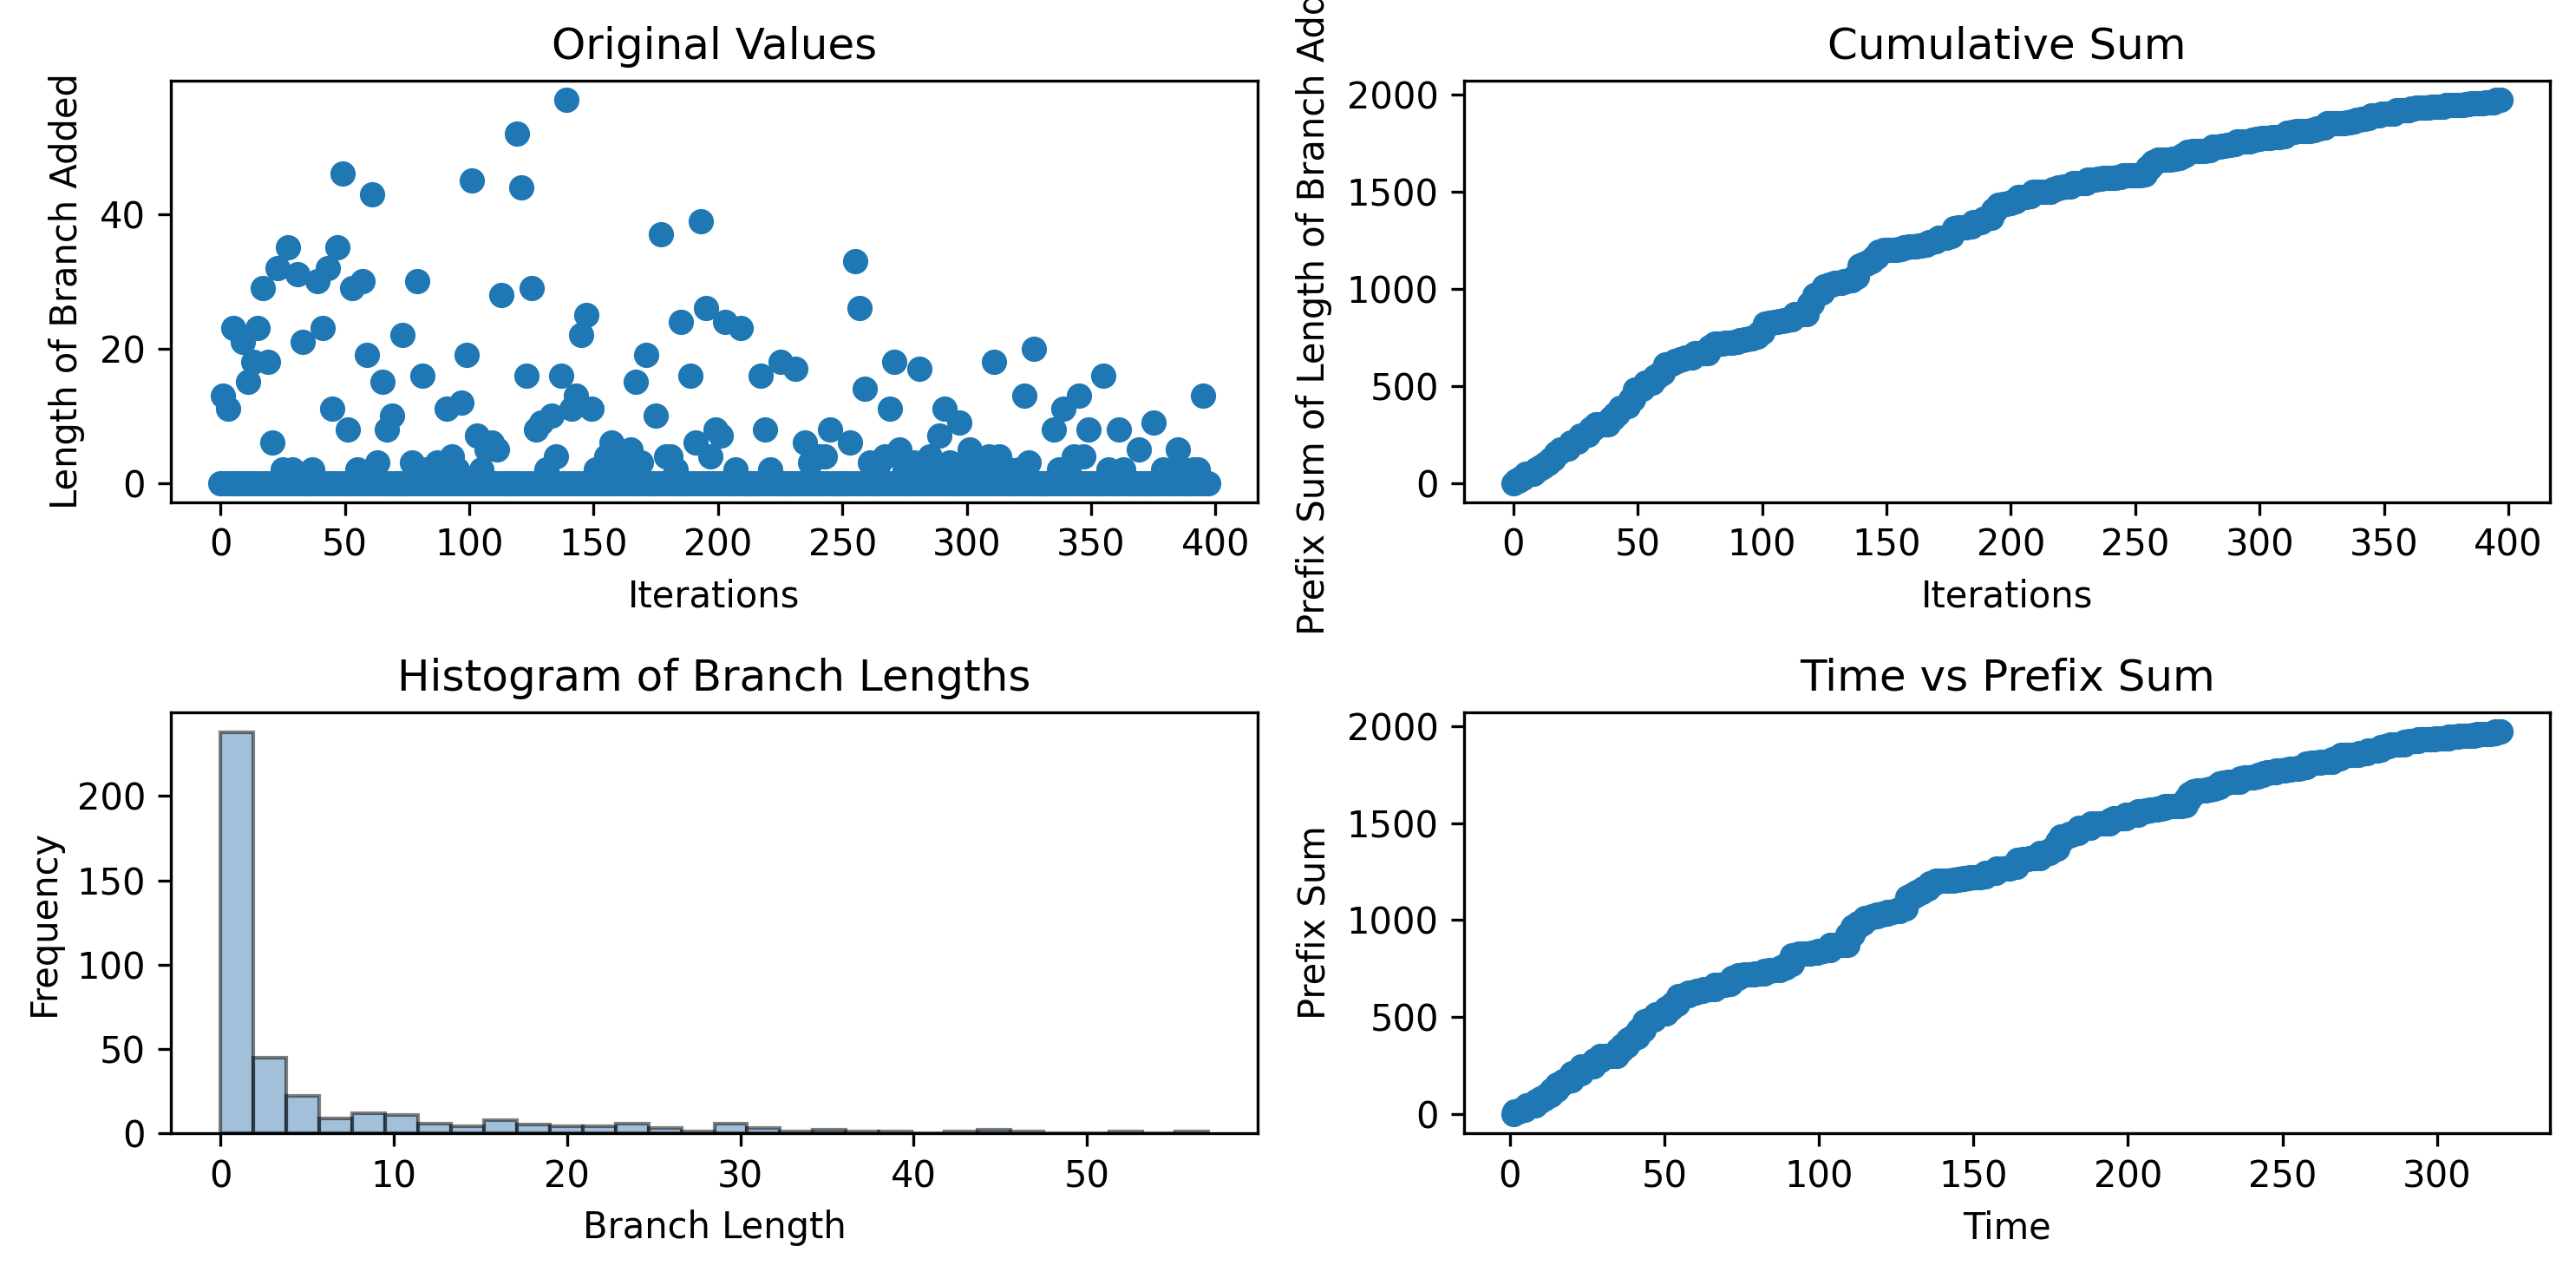 Original Values
Length of Branch Added
40
20
0
0 50 100 150 200 250 300 350 400
Iterations
Cumulative Sum
Prefix Sum of Length of Branch
2000
1500
1000
500
0
0 50 100 150 200 250 300 350 400
Iterations
Histogram of Branch Lengths
Frequency
200
150
100
50
0
0 10 20 30 40 50
Branch Length
Time vs Prefix Sum
Prefix Sum
2000
1500
1000
500
0
0 50 100 150 200 250 300
Time